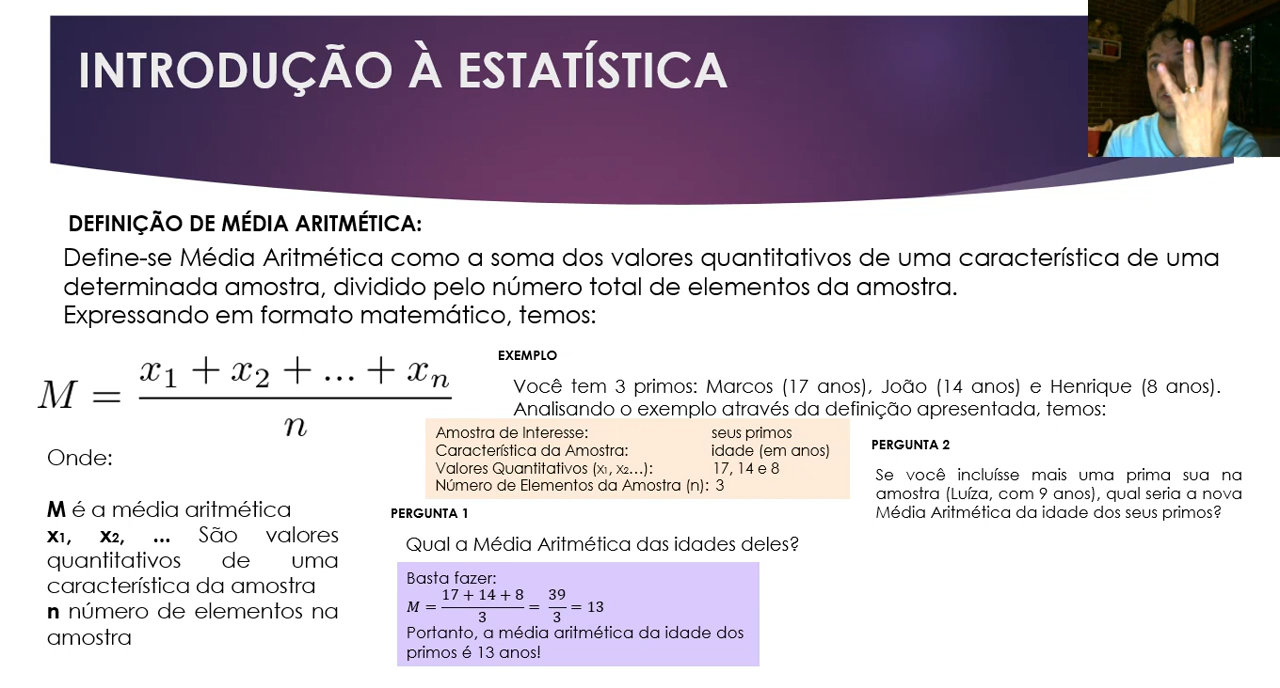 INTRODUÇÃO À ESTATÍSTICA
DEFINIÇÃO DE MÉDIA ARITMÉTICA:
Define-se Média Aritmética como a soma dos valores quantitativos de uma característica de uma
determinada amostra, dividido pelo número total de elementos da amostra.
Expressando em formato matemático, temos:
M = (x₁ + x₂ + ... + xₙ) / n
Onde:
M é a média aritmética
x₁, x₂, ... São valores
quantitativos de uma
característica da amostra
n número de elementos na
amostra
EXEMPLO
Você tem 3 primos: Marcos (17 anos), João (14 anos) e Henrique (8 anos).
Analisando o exemplo através da definição apresentada, temos:
Amostra de Interesse: seus primos
Característica da Amostra: idade (em anos)
Valores Quantitativos (x₁, x₂...): 17, 14 e 8
Número de Elementos da Amostra (n): 3
PERGUNTA 1
Qual a Média Aritmética das idades deles?
Basta fazer:
M = (17 + 14 + 8) / 3 = 39 / 3 = 13
Portanto, a média aritmética da idade dos
primos é 13 anos!
PERGUNTA 2
Se você incluísse mais uma prima sua na
amostra (Luíza, com 9 anos), qual seria a nova
Média Aritmética da idade dos seus primos?